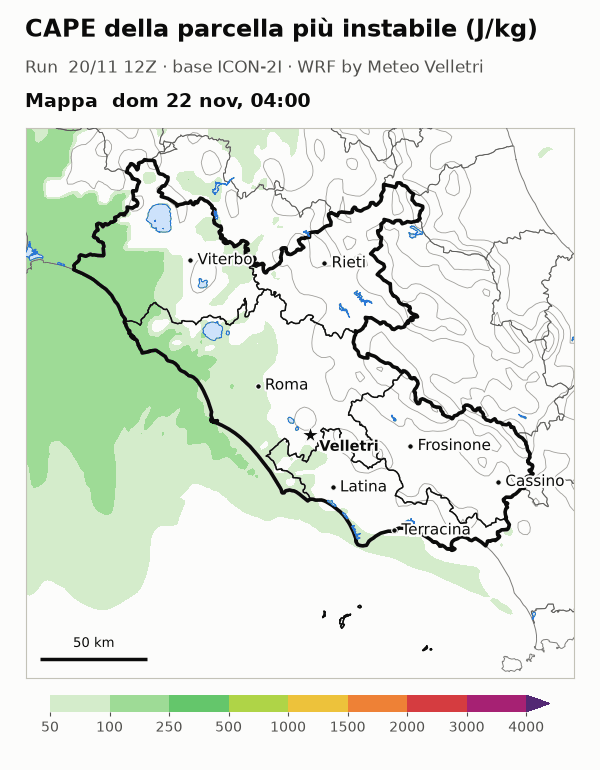 CAPE della parcella più instabile (J/kg)
Run 20/11 12Z · base ICON-2I · WRF by Meteo Velletri
Mappa dom 22 nov, 04:00
Viterbo
Rieti
Roma
Velletri
Frosinone
Latina
Cassino
Terracina
50 km
50 100 250 500 1000 1500 2000 3000 4000